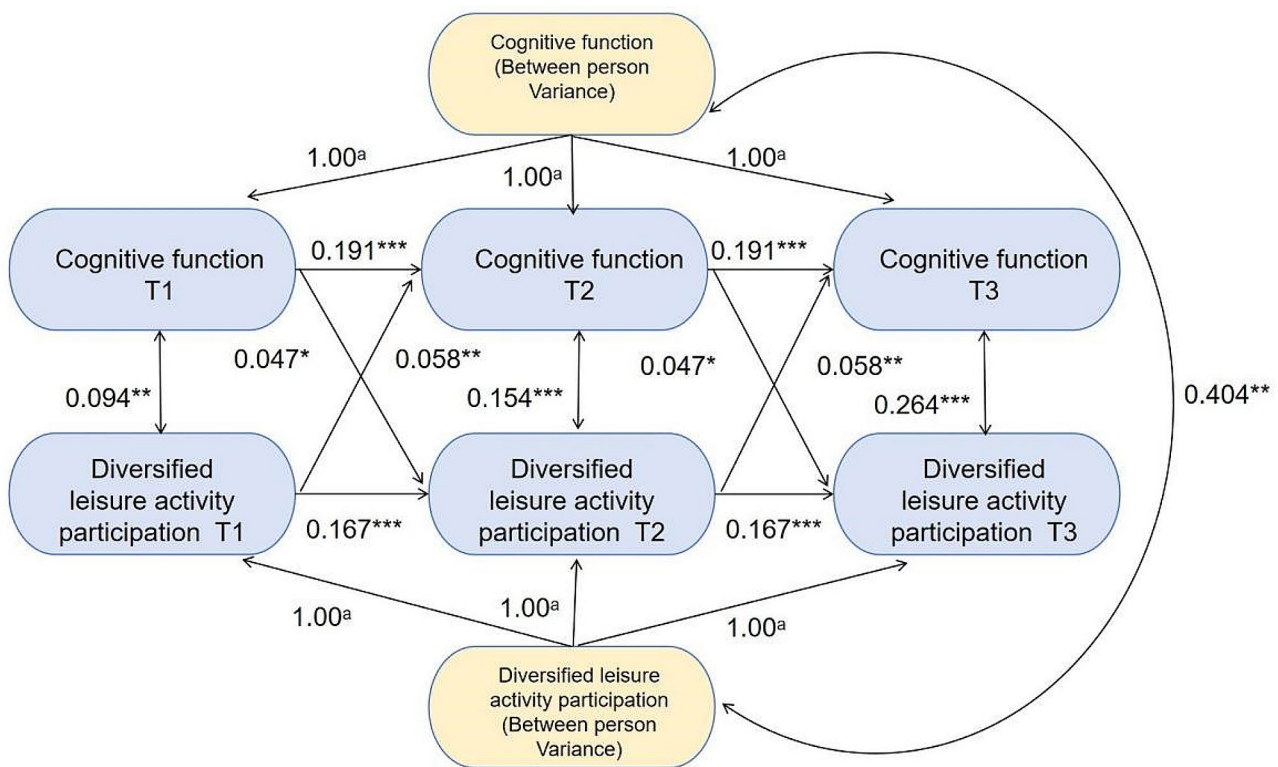 Cognitive function
(Between person
Variance)
1.00ᵃ
1.00ᵃ
1.00ᵃ
Cognitive function
T1
0.191***
Cognitive function
T2
0.191***
Cognitive function
T3
0.094**
0.047*
0.058**
0.154***
0.047*
0.058**
0.264***
0.404**
Diversified
leisure activity
participation T1
0.167***
Diversified
leisure activity
participation T2
0.167***
Diversified
leisure activity
participation T3
1.00ᵃ
1.00ᵃ
1.00ᵃ
Diversified leisure
activity participation
(Between person
Variance)